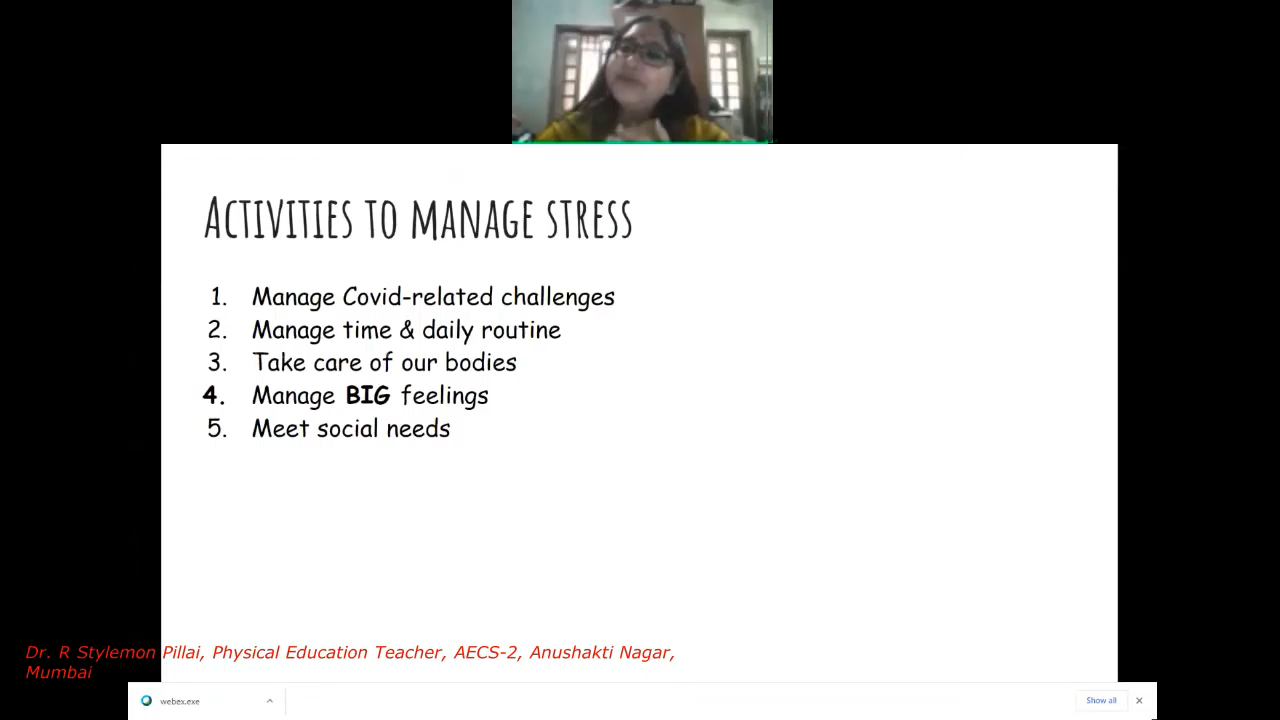 Activities to manage stress
1. Manage Covid-related challenges
2. Manage time & daily routine
3. Take care of our bodies
4. Manage BIG feelings
5. Meet social needs
Dr. R Stylemon Pillai, Physical Education Teacher, AECS-2, Anushakti Nagar,
Mumbai
webex.exe
Show all